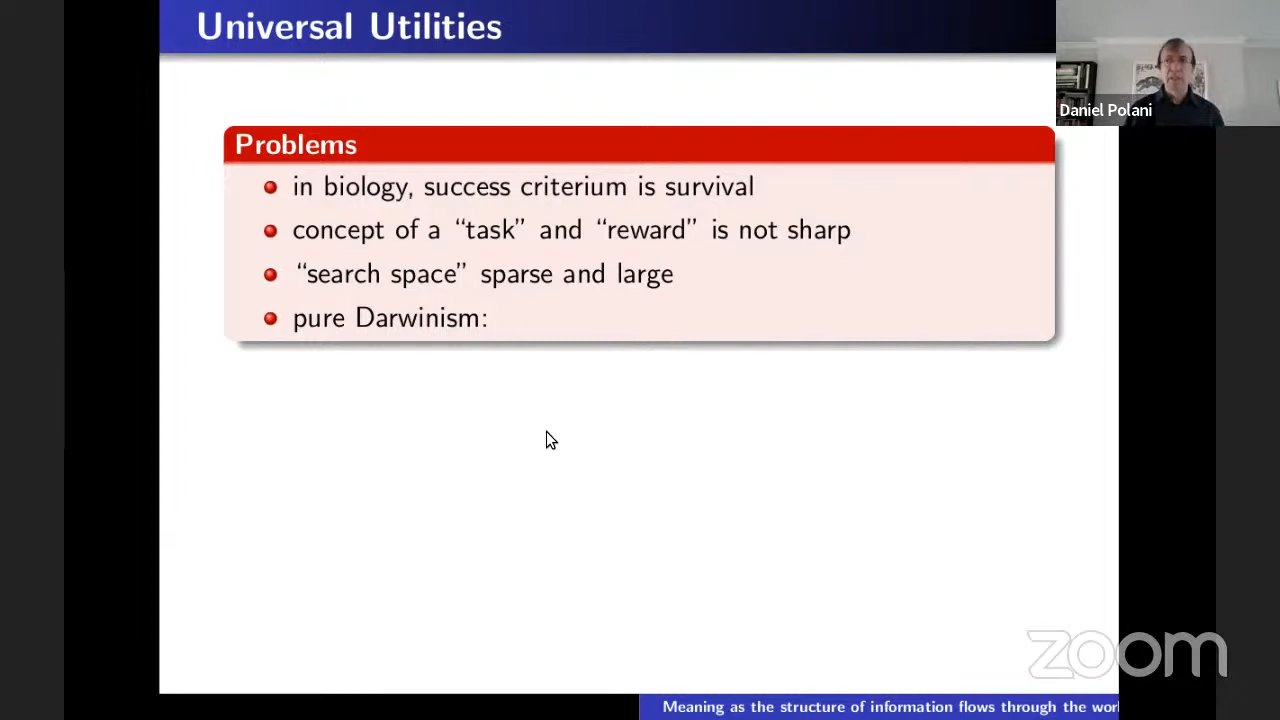 Universal Utilities
Daniel Polani
Problems
in biology, success criterium is survival
concept of a “task” and “reward” is not sharp
“search space” sparse and large
pure Darwinism:
zoom
Meaning as the structure of information flows through the wor